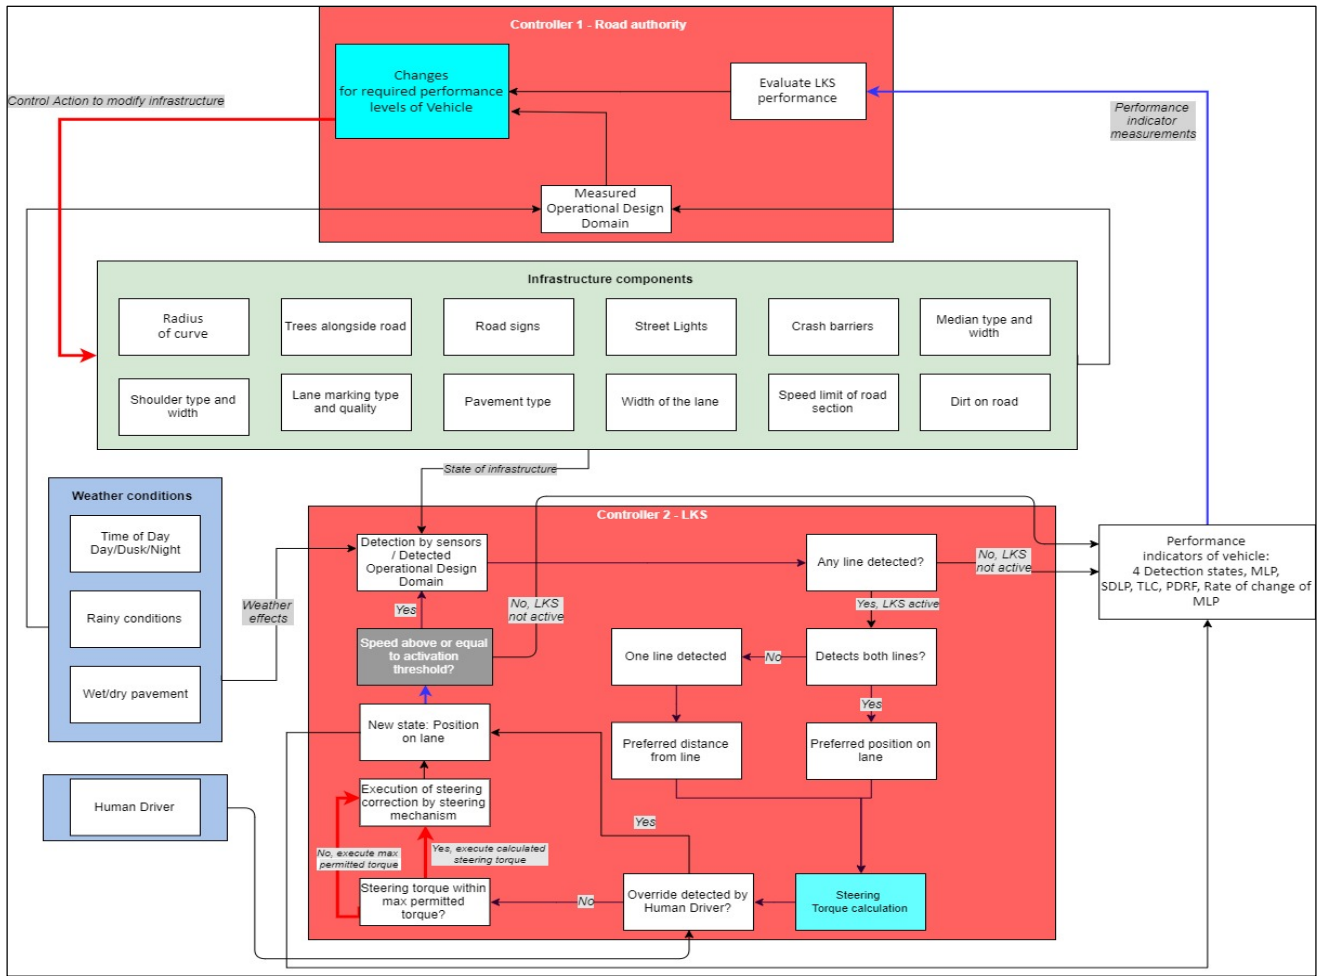 Controller 1 - Road authority
Changes
for required performance
levels of Vehicle
Evaluate LKS
performance
Control Action to modify infrastructure
Performance
indicator
measurements
Measured
Operational Design
Domain
Infrastructure components
Radius
of curve
Trees alongside road
Road signs
Street Lights
Crash barriers
Median type and
width
Shoulder type and
width
Lane marking type
and quality
Pavement type
Width of the lane
Speed limit of road
section
Dirt on road
State of infrastructure
Weather conditions
Time of Day
Day/Dusk/Night
Rainy conditions
Wet/dry pavement
Weather
effects
Human Driver
Controller 2 - LKS
Detection by sensors
/ Detected
Operational Design
Domain
Any line detected?
No, LKS
not active
Performance
indicators of vehicle:
4 Detection states, MLP,
SDLP, TLC, PDRF, Rate of change of
MLP
Yes
No, LKS
not active
Yes, LKS active
Speed above or equal
to activation
threshold?
One line detected
No
Detects both lines?
Yes
New state: Position
on lane
Preferred distance
from line
Preferred position on
lane
Execution of steering
correction by steering
mechanism
Yes
No, execute max
permitted torque
Yes, execute calculated
steering torque
Steering torque within
max permitted
torque?
No
Override detected by
Human Driver?
Steering
Torque calculation